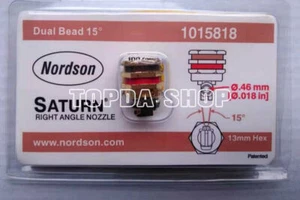 Dual Bead 15°
1015818
Nordson
SATURN®
RIGHT ANGLE NOZZLE
Ø.46 mm
[Ø.018 in]
15°
13mm Hex
www.nordson.com
Patented
TOPDA SHOP